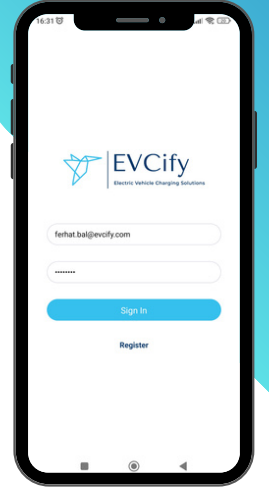 16:31
EVCify
Electric Vehicle Charging Solutions
ferhat.bal@evcify.com
••••••••
Sign In
Register